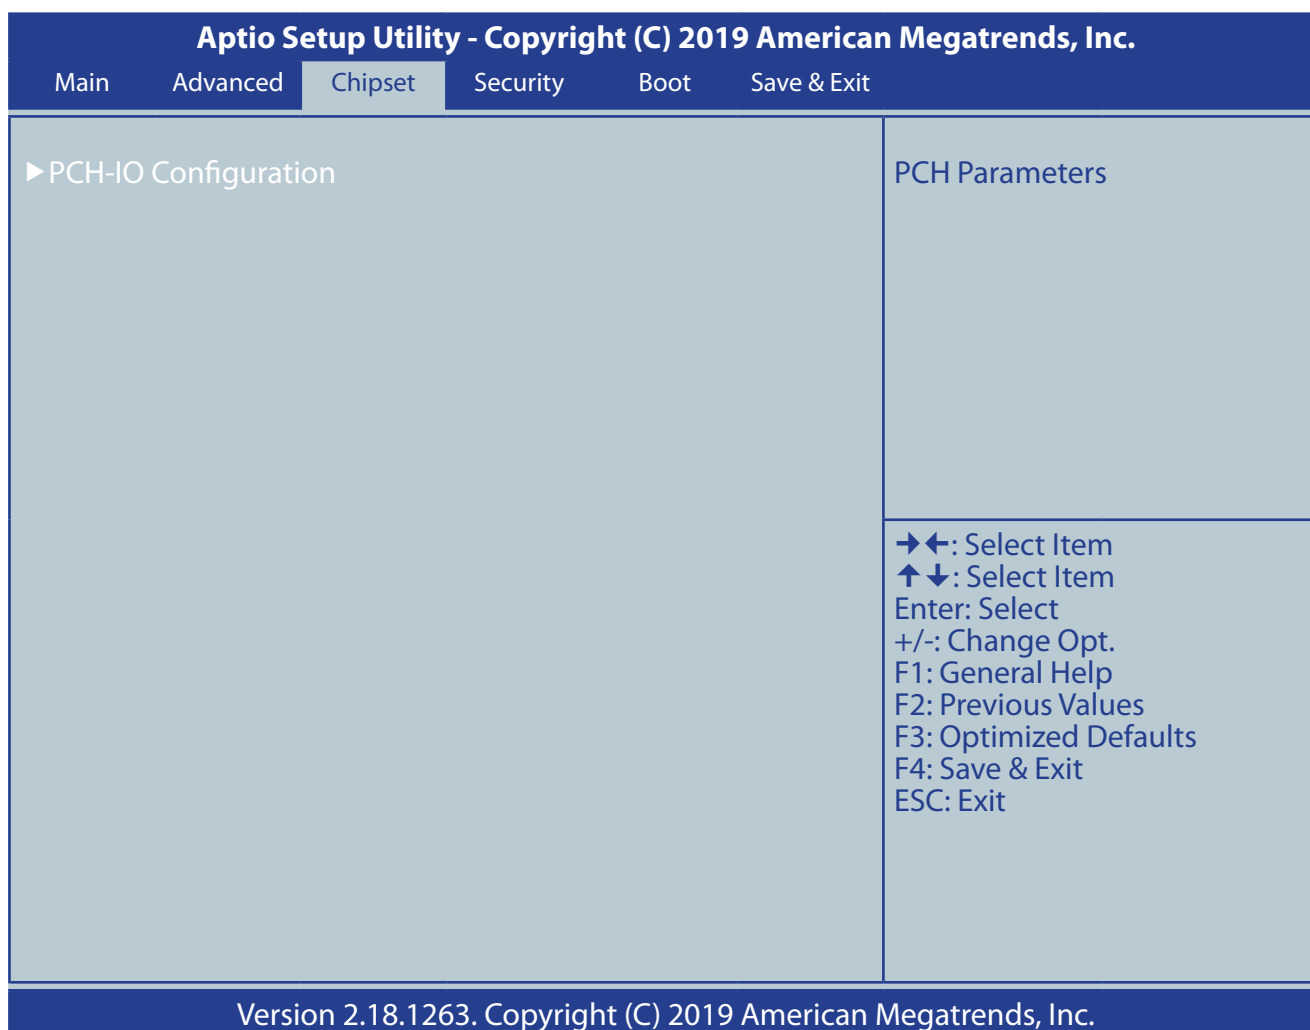 Aptio Setup Utility - Copyright (C) 2019 American Megatrends, Inc.
Main Advanced Chipset Security Boot Save & Exit
►PCH-IO Configuration
PCH Parameters
→←: Select Item
↑↓: Select Item
Enter: Select
+/-: Change Opt.
F1: General Help
F2: Previous Values
F3: Optimized Defaults
F4: Save & Exit
ESC: Exit
Version 2.18.1263. Copyright (C) 2019 American Megatrends, Inc.